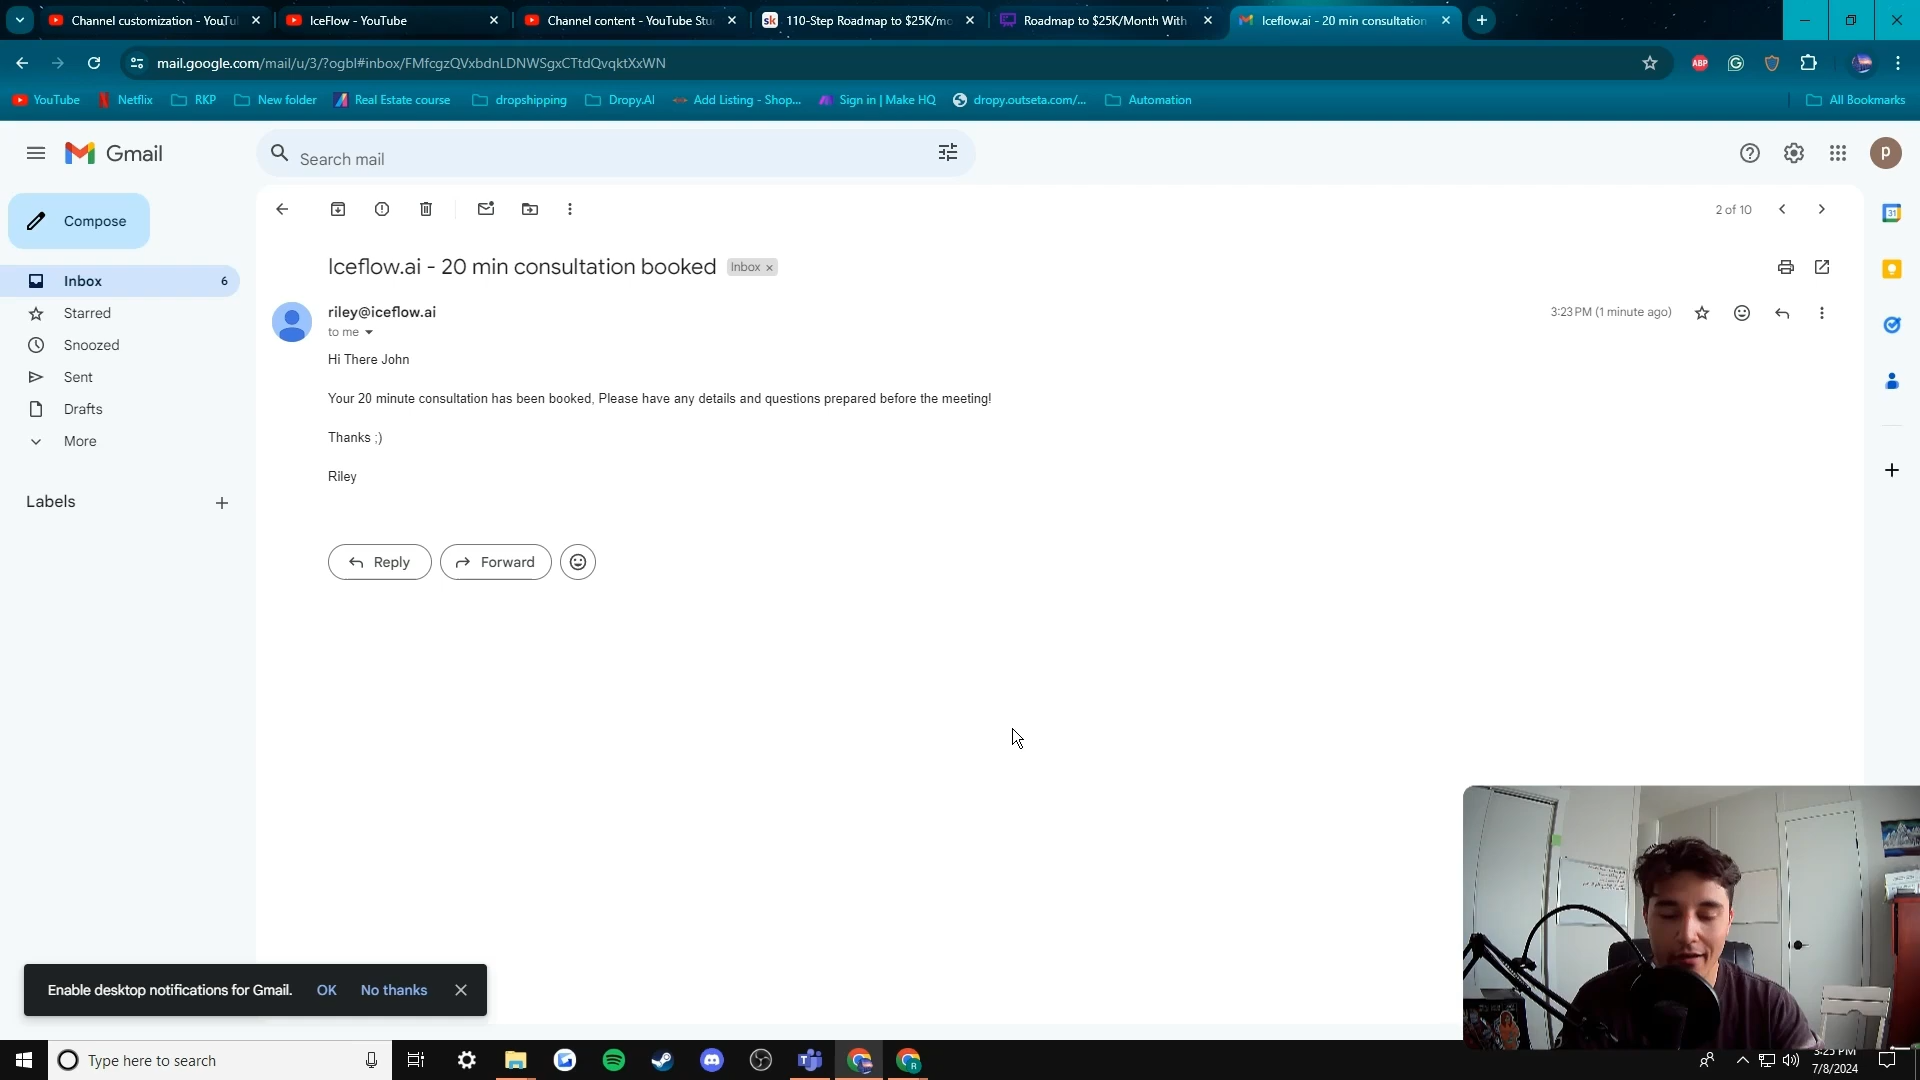 Channel customization - YouTu
IceFlow - YouTube
Channel content - YouTube Stu
sk
110-Step Roadmap to $25K/mo
Roadmap to $25K/Month With
Iceflow.ai - 20 min consultation
mail.google.com/mail/u/3/?ogbl#inbox/FMfcgzQVxbdnLDNWSgxCTtdQvqktXxWN
ABP
YouTube
Netflix
RKP
New folder
Real Estate course
dropshipping
Dropy.AI
Add Listing - Shop...
Sign in | Make HQ
dropy.outseta.com/...
Automation
All Bookmarks
Gmail
Search mail
p
Compose
2 of 10
31
Iceflow.ai - 20 min consultation booked
Inbox x
Inbox
6
Starred
Snoozed
Sent
Drafts
More
Labels
riley@iceflow.ai
3:23 PM (1 minute ago)
to me
Hi There John
Your 20 minute consultation has been booked, Please have any details and questions prepared before the meeting!
Thanks ;)
Riley
Reply
Forward
Enable desktop notifications for Gmail.
OK
No thanks
Type here to search
R
3:25 PM
7/8/2024